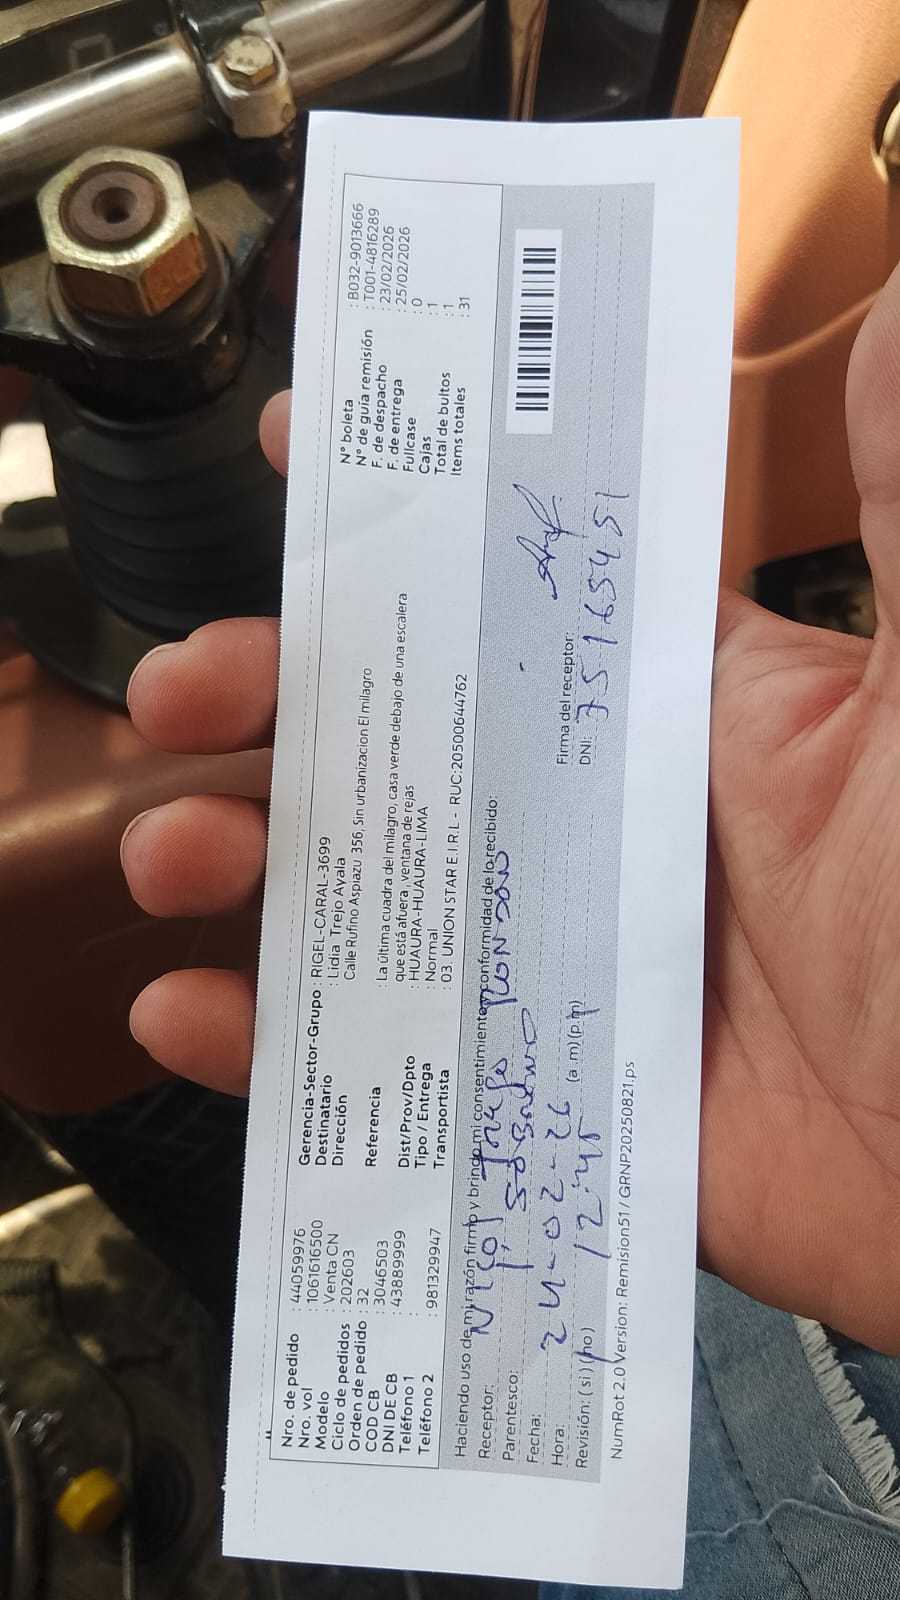 Nro. de pedido : 44059976
Nro. vol : 1061616500
Modelo : Venta CN
Ciclo de pedidos : 202603
Orden de pedido : 32
COD CB : 3046503
DNI DE CB : 43889999
Teléfono 1 :
Teléfono 2 : 981329947
Gerencia-Sector-Grupo : RIGEL-CARAL-3699
Destinatario : Lidia Trejo Ayala
Dirección Calle Rufino Aspiazu 356, Sin urbanizacion El milagro
Referencia : La última cuadra del milagro, casa verde debajo de una escalera
que está afuera, ventana de rejas
Dist/Prov/Dpto : HUAURA-HUAURA-LIMA
Tipo / Entrega : Normal
Transportista : 03 UNION STAR E I R L - RUC:20500644762
N° boleta : B032-9013666
N° de guía remisión : T001-4816289
F. de despacho : 23/02/2026
F. de entrega : 25/02/2026
Fullcase : 0
Cajas : 1
Total de bultos : 1
Items totales : 31
Haciendo uso de mi razón firmo y brindo mi consentimiento y conformidad de lo recibido:
Receptor: Nicol Trejo
Parentesco: Sobrino
Fecha: 24-02-26
Hora: 12:45 (a m) (p.m)
Revisión: ( si ) ( no )
Firma del receptor:
DNI: 75165451
NumRot 2.0 Version: Remision51 / GRNP20250821.ps